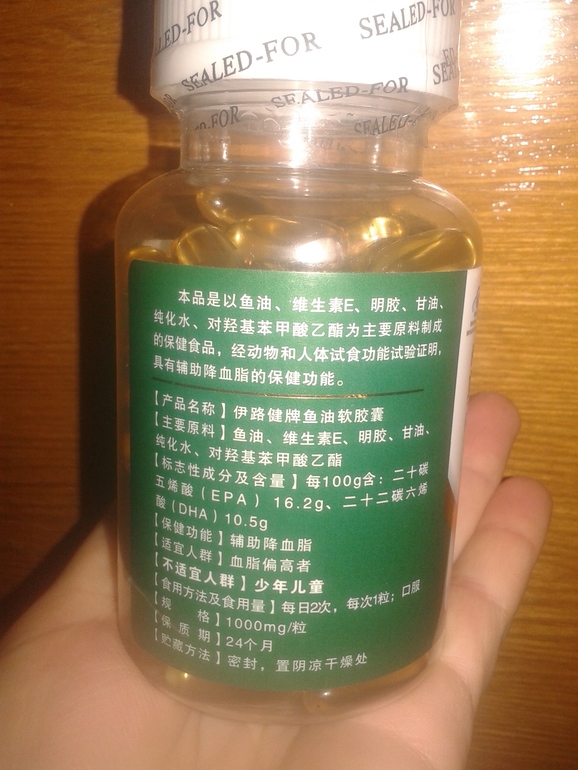 LED-FOR
SEALED-FOR
SEALED-FOR
SEALED-FOR
SEALED-FOR
本品是以鱼油、维生素E、明胶、甘油、
纯化水、对羟基苯甲酸乙酯为主要原料制成
的保健食品，经动物和人体试食功能试验证明，
具有辅助降血脂的保健功能。
【产品名称】伊路健牌鱼油软胶囊
【主要原料】鱼油、维生素E、明胶、甘油、
纯化水、对羟基苯甲酸乙酯
【标志性成分及含量】每100g含：二十碳
五烯酸（EPA）16.2g、二十二碳六烯
酸（DHA）10.5g
【保健功能】辅助降血脂
【适宜人群】血脂偏高者
【不适宜人群】少年儿童
【食用方法及食用量】每日2次，每次1粒；口服
【规 格】1000mg/粒
【保 质 期】24个月
【贮藏方法】密封，置阴凉干燥处